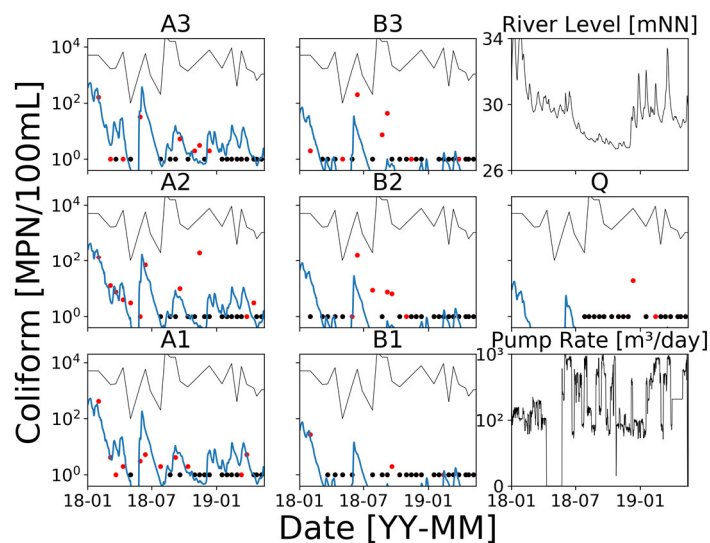 A3
B3
River Level [mNN]
10⁴
10²
10⁰
34
30
26
A2
B2
Q
10⁴
10²
10⁰
A1
B1
Pump Rate [m³/day]
10⁴
10²
10⁰
10³
10²
0
18-01
18-07
19-01
18-01
18-07
19-01
18-01
18-07
19-01
Coliform [MPN/100mL]
Date [YY-MM]